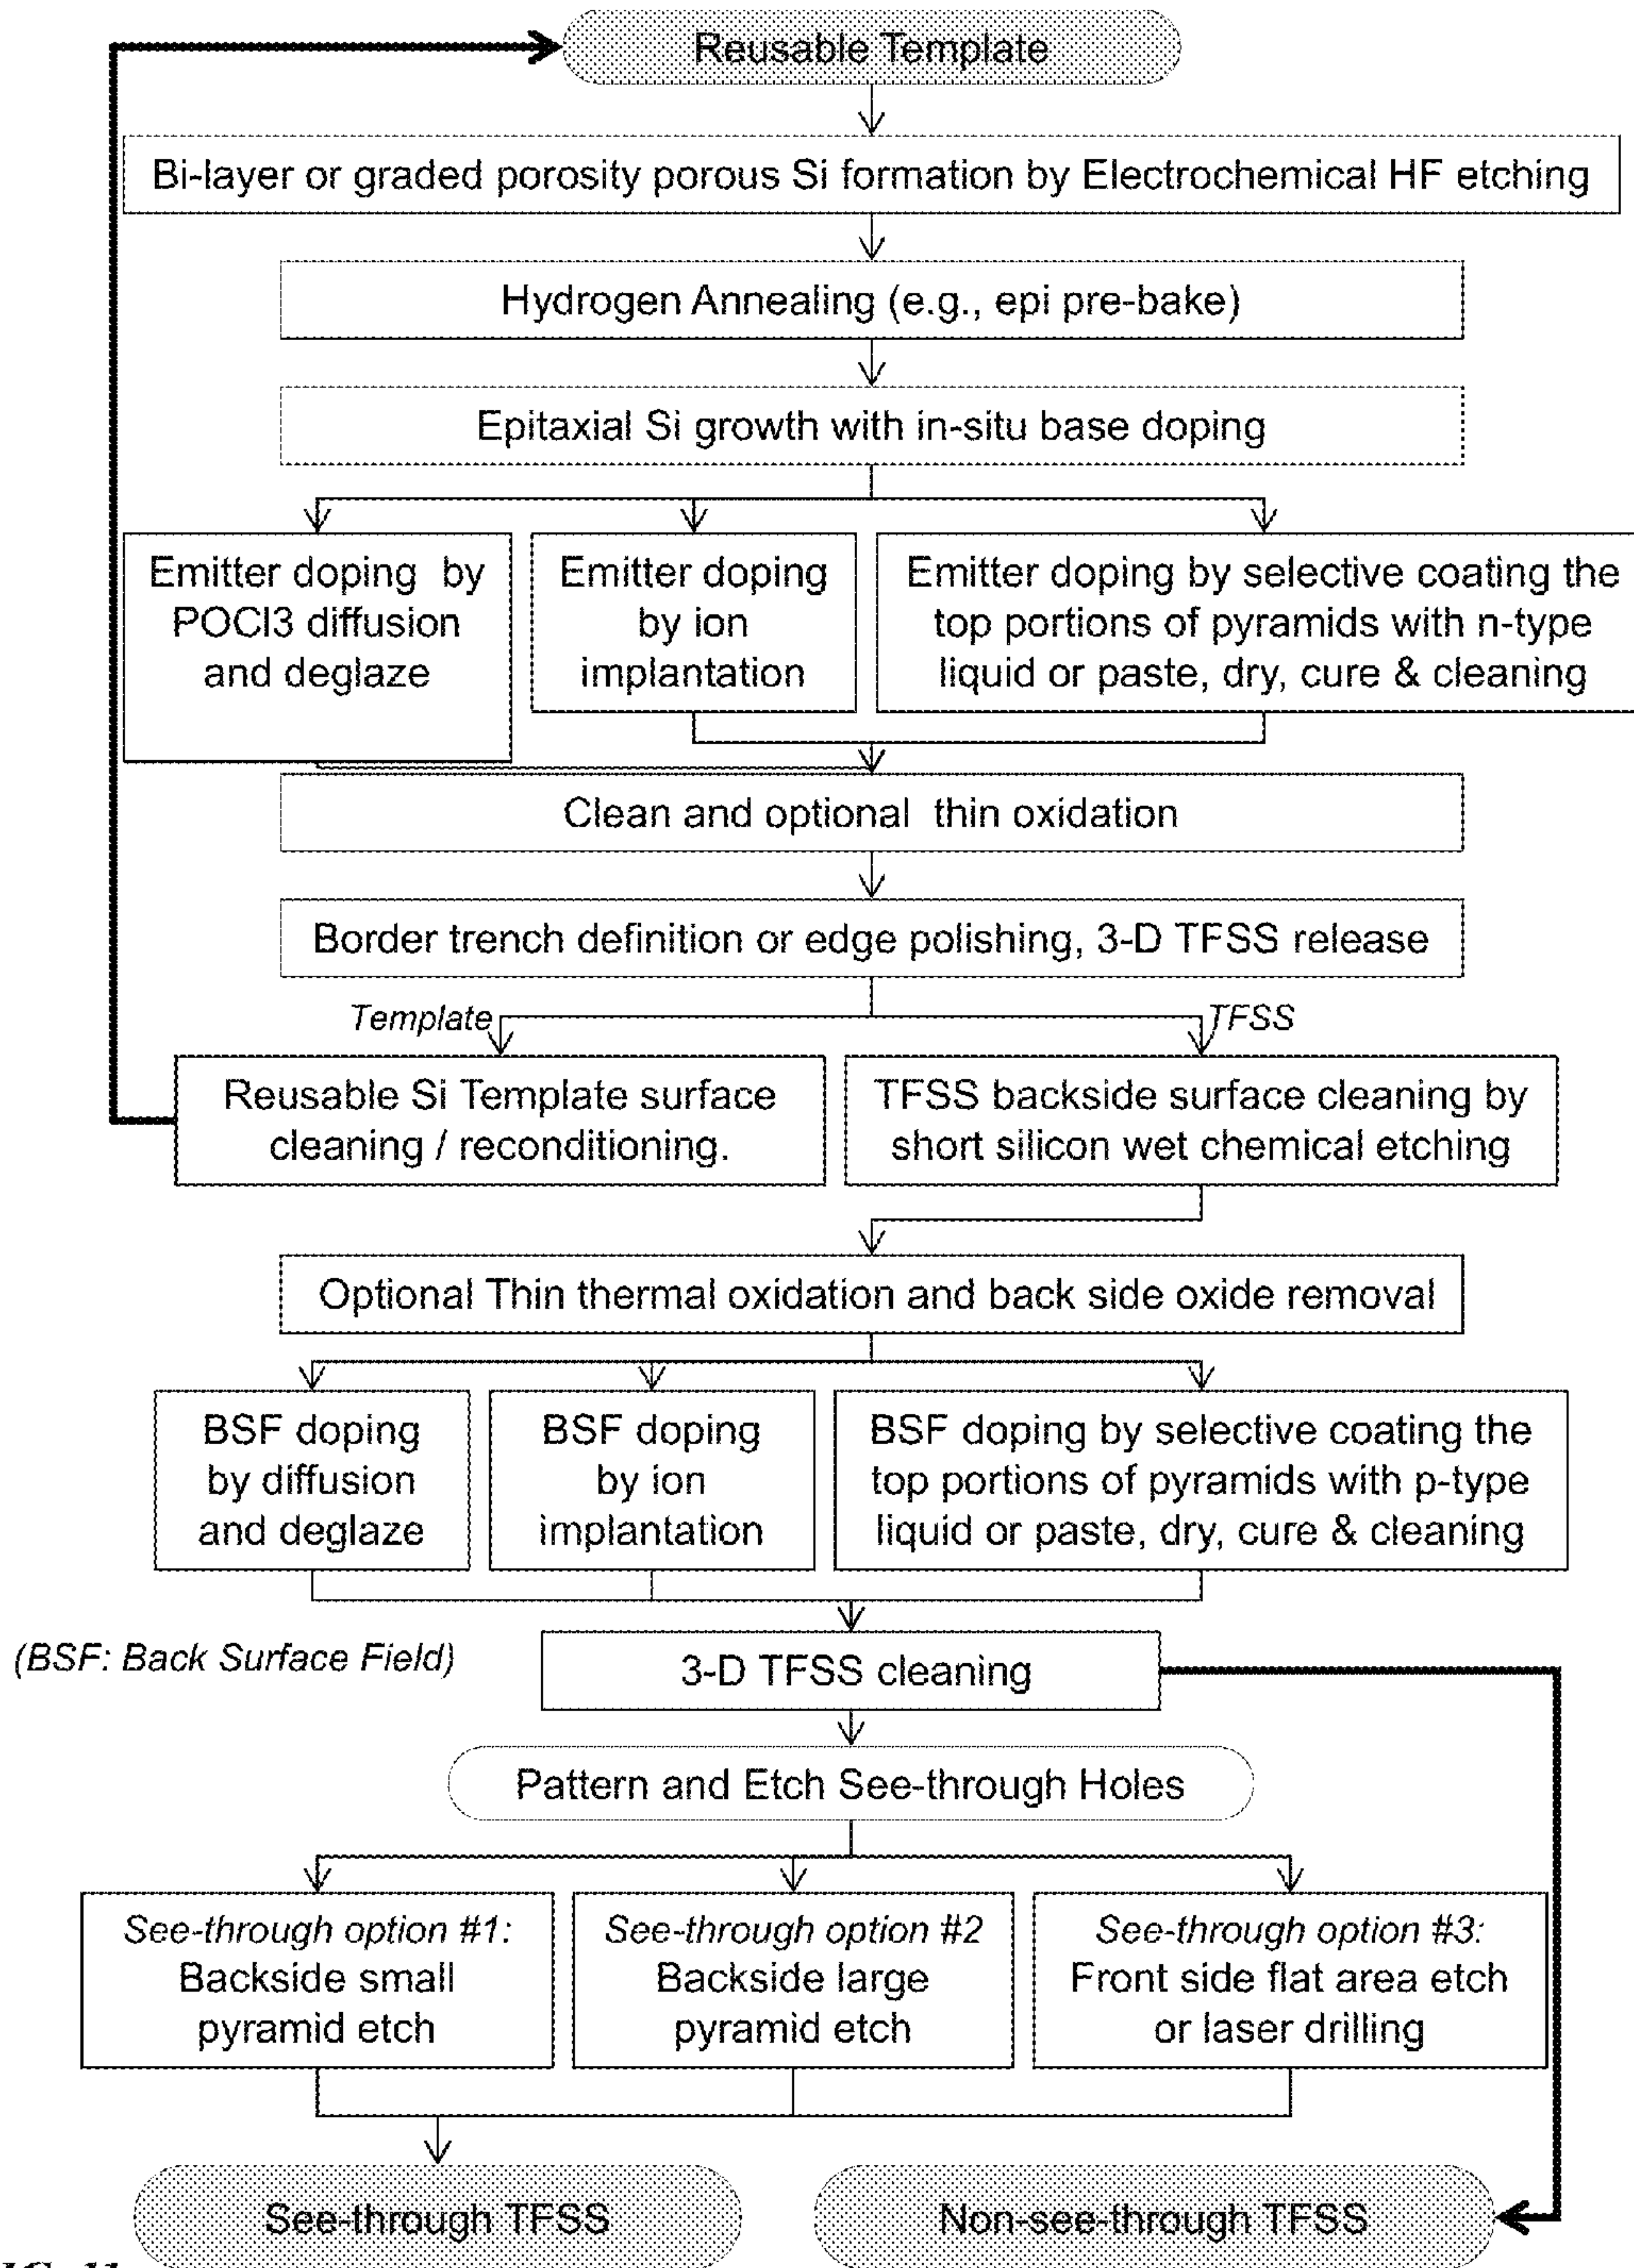 Reusable Template
Bi-layer or graded porosity porous Si formation by Electrochemical HF etching
Hydrogen Annealing (e.g., epi pre-bake)
Epitaxial Si growth with in-situ base doping
Emitter doping by
POCl3 diffusion
and deglaze
Emitter doping
by ion
implantation
Emitter doping by selective coating the
top portions of pyramids with n-type
liquid or paste, dry, cure & cleaning
Clean and optional thin oxidation
Border trench definition or edge polishing, 3-D TFSS release
Template
TFSS
Reusable Si Template surface
cleaning / reconditioning.
TFSS backside surface cleaning by
short silicon wet chemical etching
Optional Thin thermal oxidation and back side oxide removal
BSF doping
by diffusion
and deglaze
BSF doping
by ion
implantation
BSF doping by selective coating the
top portions of pyramids with p-type
liquid or paste, dry, cure & cleaning
(BSF: Back Surface Field)
3-D TFSS cleaning
Pattern and Etch See-through Holes
See-through option #1:
Backside small
pyramid etch
See-through option #2
Backside large
pyramid etch
See-through option #3:
Front side flat area etch
or laser drilling
See-through TFSS
Non-see-through TFSS